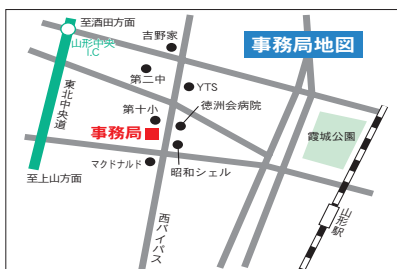 至酒田方面
吉野家
事務局地図
山形中央
I.C
第二中
YTS
東北中央道
第十小
徳洲会病院
事務局
霞城公園
マクドナルド
昭和シェル
至上山方面
西バイパス
山形駅